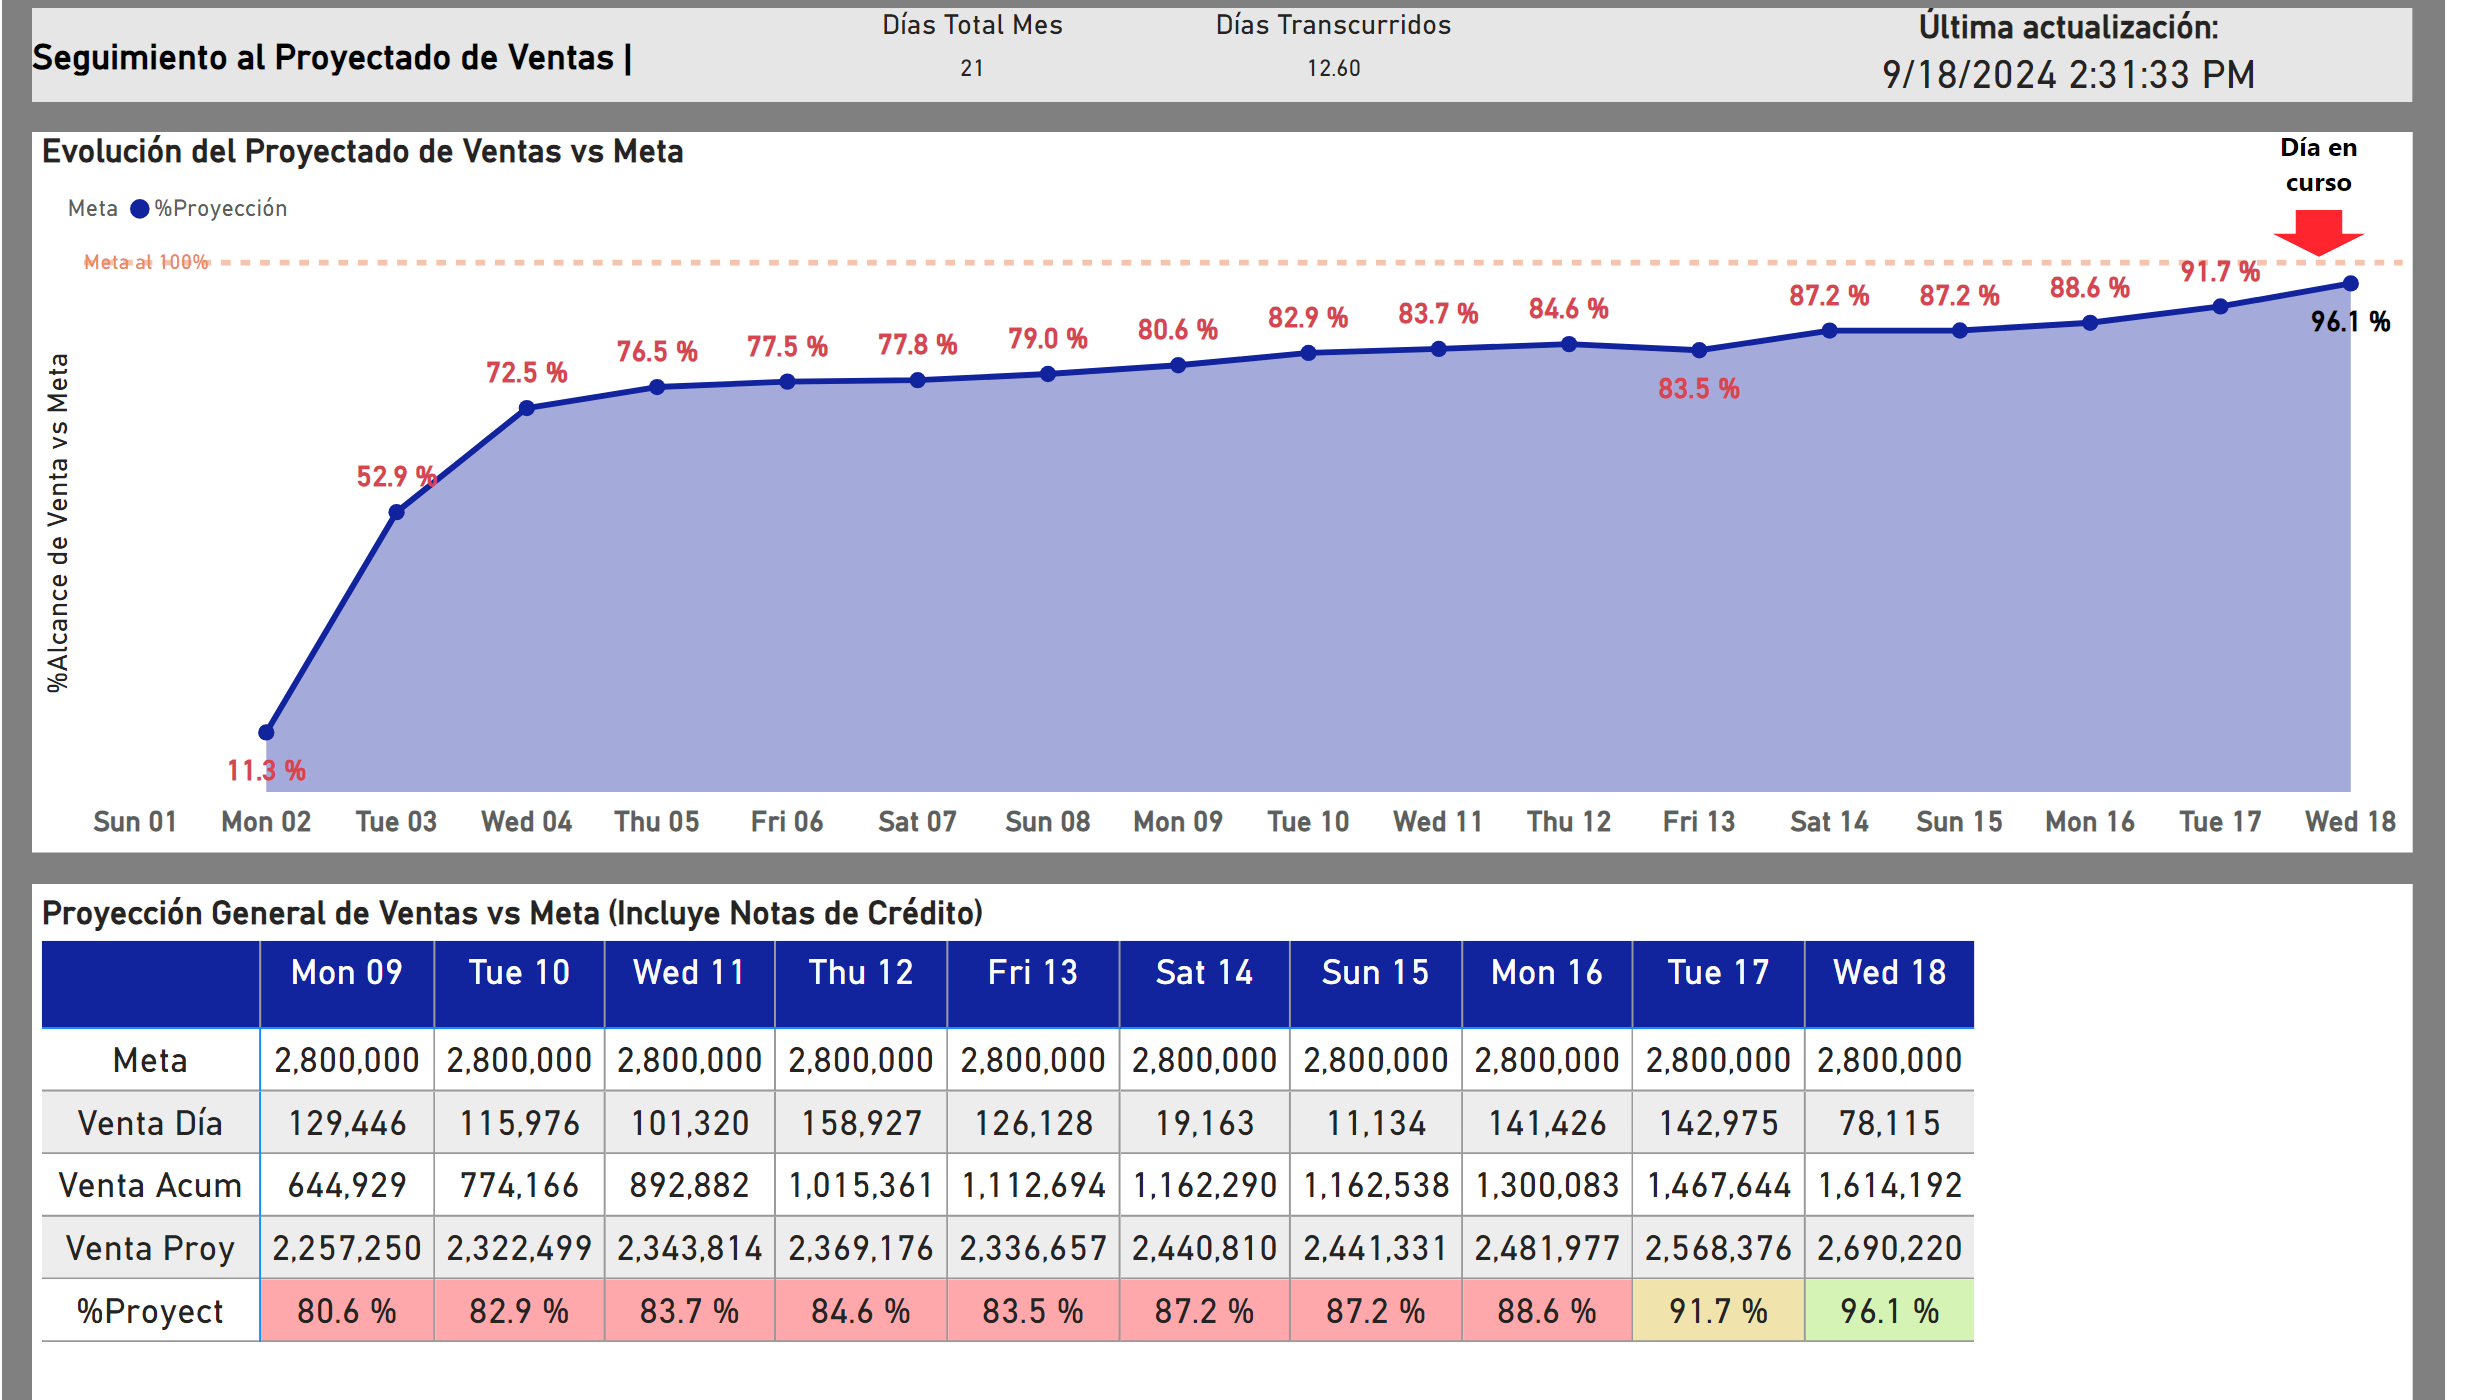 Seguimiento al Proyectado de Ventas |
Días Total Mes
21
Días Transcurridos
12.60
Última actualización:
9/18/2024 2:31:33 PM
Evolución del Proyectado de Ventas vs Meta
Día en
curso
Meta %Proyección
Meta al 100%
%Alcance de Venta vs Meta
11.3 %
52.9 %
72.5 %
76.5 %
77.5 %
77.8 %
79.0 %
80.6 %
82.9 %
83.7 %
84.6 %
83.5 %
87.2 %
87.2 %
88.6 %
91.7 %
96.1 %
Sun 01 Mon 02 Tue 03 Wed 04 Thu 05 Fri 06 Sat 07 Sun 08 Mon 09 Tue 10 Wed 11 Thu 12 Fri 13 Sat 14 Sun 15 Mon 16 Tue 17 Wed 18
Proyección General de Ventas vs Meta (Incluye Notas de Crédito)
Mon 09 Tue 10 Wed 11 Thu 12 Fri 13 Sat 14 Sun 15 Mon 16 Tue 17 Wed 18
Meta 2,800,000 2,800,000 2,800,000 2,800,000 2,800,000 2,800,000 2,800,000 2,800,000 2,800,000 2,800,000
Venta Día 129,446 115,976 101,320 158,927 126,128 19,163 11,134 141,426 142,975 78,115
Venta Acum 644,929 774,166 892,882 1,015,361 1,112,694 1,162,290 1,162,538 1,300,083 1,467,644 1,614,192
Venta Proy 2,257,250 2,322,499 2,343,814 2,369,176 2,336,657 2,440,810 2,441,331 2,481,977 2,568,376 2,690,220
%Proyect 80.6 % 82.9 % 83.7 % 84.6 % 83.5 % 87.2 % 87.2 % 88.6 % 91.7 % 96.1 %